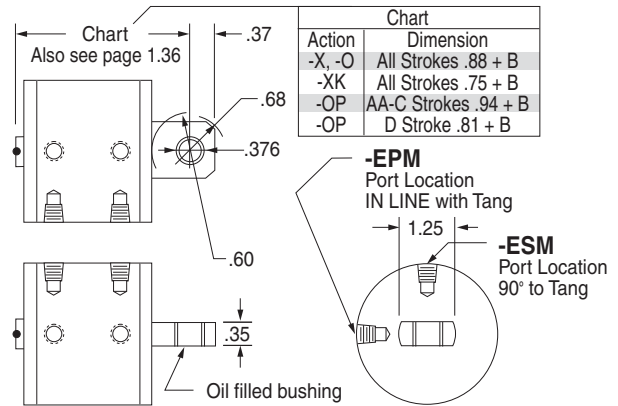 Chart
Also see page 1.36
.37
.68
.376
.60
Chart
Action Dimension
-X, -O All Strokes .88 + B
-XK All Strokes .75 + B
-OP AA-C Strokes .94 + B
-OP D Stroke .81 + B
-EPM
Port Location
IN LINE with Tang
1.25
-ESM
Port Location
90° to Tang
.35
Oil filled bushing